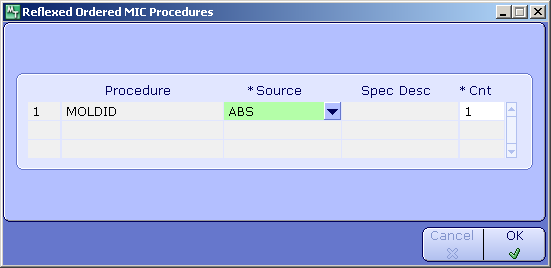 Reflexed Ordered MIC Procedures
Procedure *Source Spec Desc *Cnt
1 MOLDID ABS 1
Cancel OK